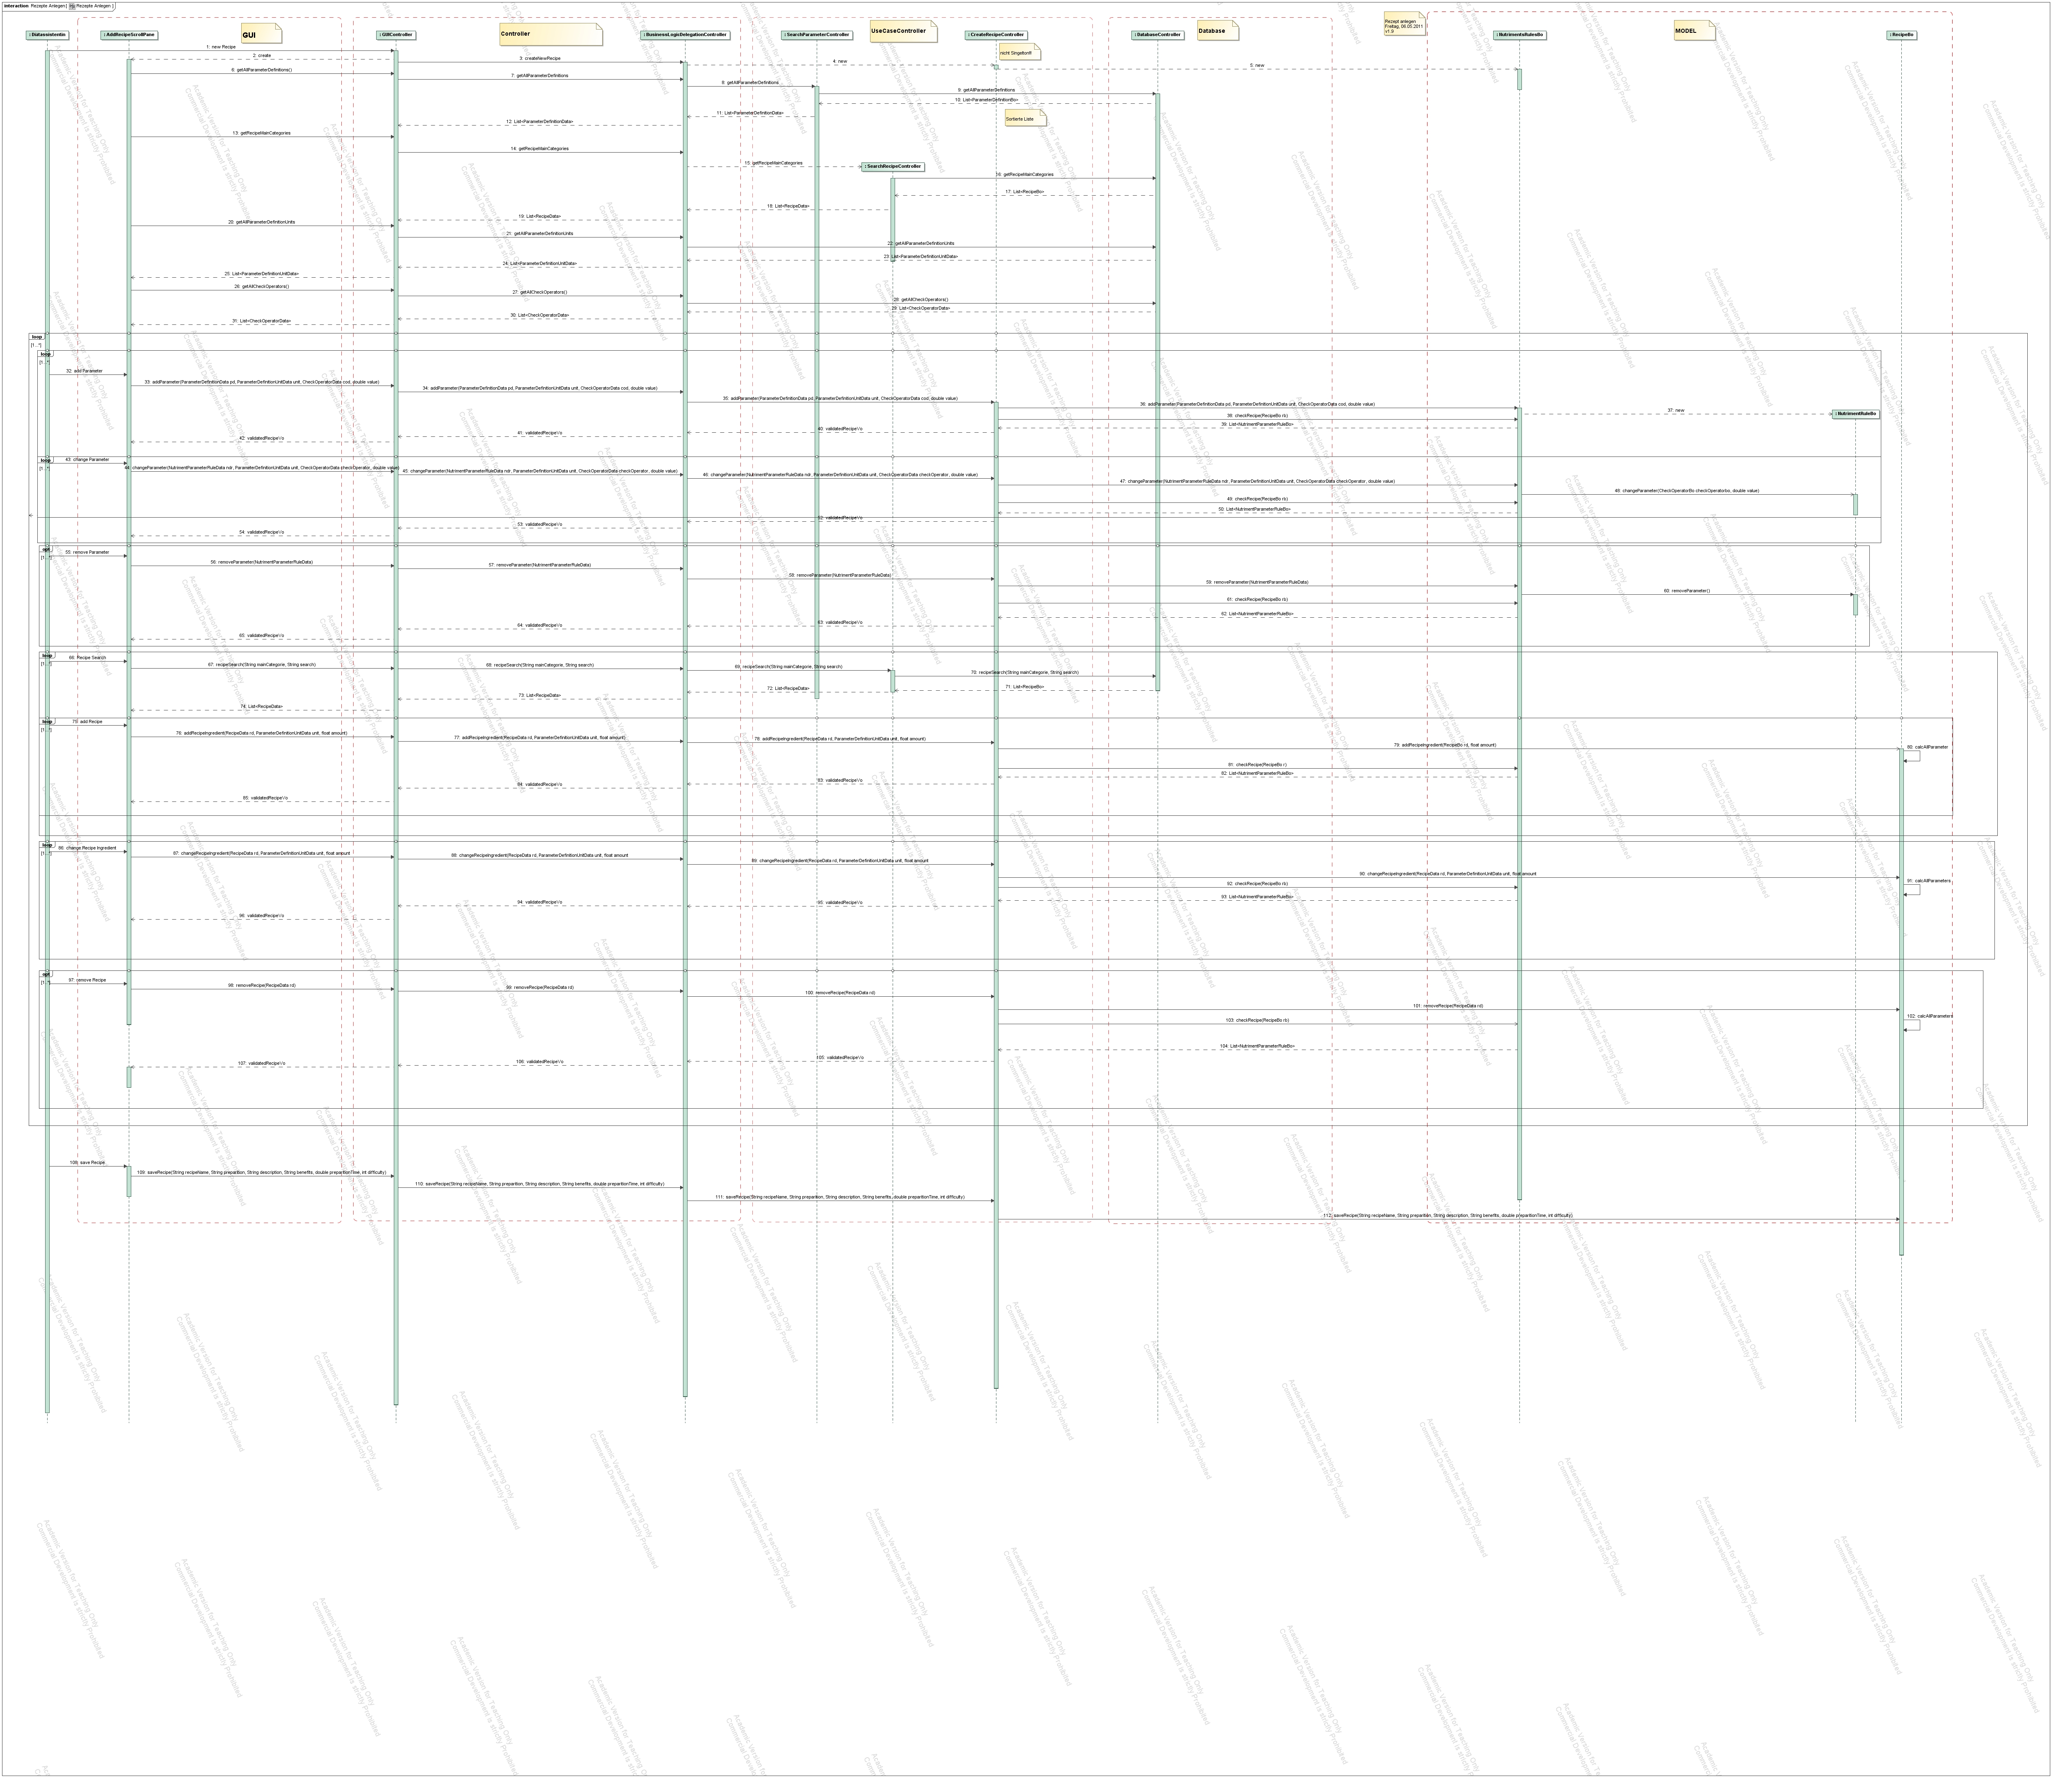 interaction Rezepte Anlegen[ Rezepte Anlegen ]
GUI
Controller
UseCaseController
Database
Rezept anlegen
Freitag, 06.05.2011
v1.9
MODEL
: Diätassistentin
: AddRecipeScrollPane
: GUIController
: BusinessLogicDelegationController
: SearchParameterController
: CreateRecipeController
: DatabaseController
: NutrimentsRulesBo
: RecipeBo
1: new Recipe
nicht Singelton!!
2: create
3: createNewRecipe
4: new
5: new
6: getAllParameterDefinitions()
7: getAllParameterDefinitions
8: getAllParameterDefinitions
9: getAllParameterDefinitions
10: List<ParameterDefinitionBo>
11: List<ParameterDefinitionData>
Sortierte Liste
12: List<ParameterDefinitionData>
13: getRecipeMainCategories
14: getRecipeMainCategories
15: getRecipeMainCategories
: SearchRecipeController
16: getRecipeMainCategories
17: List<RecipeBo>
18: List<RecipeData>
19: List<RecipeData>
20: getAllParameterDefinitionUnits
21: getAllParameterDefinitionUnits
22: getAllParameterDefinitionUnits
23: List<ParameterDefinitionUnitData>
24: List<ParameterDefinitionUnitData>
25: List<ParameterDefinitionUnitData>
26: getAllCheckOperators()
27: getAllCheckOperators()
28: getAllCheckOperators()
29: List<CheckOperatorData>
30: List<CheckOperatorData>
31: List<CheckOperatorData>
loop
[1...*]
loop
[1...*]
32: add Parameter
33: addParameter(ParameterDefinitionData pd, ParameterDefinitionUnitData unit, CheckOperatorData cod, double value)
34: addParameter(ParameterDefinitionData pd, ParameterDefinitionUnitData unit, CheckOperatorData cod, double value)
35: addParameter(ParameterDefinitionData pd, ParameterDefinitionUnitData unit, CheckOperatorData cod, double value)
36: addParameter(ParameterDefinitionData pd, ParameterDefinitionUnitData unit, CheckOperatorData cod, double value)
37: new
: NutrimentRuleBo
38: checkRecipe(RecipeBo rb)
39: List<NutrimentParameterRuleBo>
40: validatedRecipeVo
41: validatedRecipeVo
42: validatedRecipeVo
loop
[1...*]
43: change Parameter
44: changeParameter(NutrimentParameterRuleData ndr, ParameterDefinitionUnitData unit, CheckOperatorData checkOperator, double value)
45: changeParameter(NutrimentParameterRuleData ndr, ParameterDefinitionUnitData unit, CheckOperatorData checkOperator, double value)
46: changeParameter(NutrimentParameterRuleData ndr, ParameterDefinitionUnitData unit, CheckOperatorData checkOperator, double value)
47: changeParameter(NutrimentParameterRuleData ndr, ParameterDefinitionUnitData unit, CheckOperatorData checkOperator, double value)
48: changeParameter(CheckOperatorBo checkOperatorbo, double value)
49: checkRecipe(RecipeBo rb)
50: List<NutrimentParameterRuleBo>
52: validatedRecipeVo
53: validatedRecipeVo
54: validatedRecipeVo
opt
[1...*]
55: remove Parameter
56: removeParameter(NutrimentParameterRuleData)
57: removeParameter(NutrimentParameterRuleData)
58: removeParameter(NutrimentParameterRuleData)
59: removeParameter(NutrimentParameterRuleData)
60: removeParameter()
61: checkRecipe(RecipeBo rb)
62: List<NutrimentParameterRuleBo>
63: validatedRecipeVo
64: validatedRecipeVo
65: validatedRecipeVo
loop
[1...*]
66: Recipe Search
67: recipeSearch(String mainCategorie, String search)
68: recipeSearch(String mainCategorie, String search)
69: recipeSearch(String mainCategorie, String search)
70: recipeSearch(String mainCategorie, String search)
71: List<RecipeBo>
72: List<RecipeData>
73: List<RecipeData>
74: List<RecipeData>
loop
[1...*]
75: add Recipe
76: addRecipeIngredient(RecipeData rd, ParameterDefinitionUnitData unit, float amount)
77: addRecipeIngredient(RecipeData rd, ParameterDefinitionUnitData unit, float amount)
78: addRecipeIngredient(RecipeData rd, ParameterDefinitionUnitData unit, float amount)
79: addRecipeIngredient(RecipeBo rd, float amount)
80: calcAllParameter
81: checkRecipe(RecipeBo r)
82: List<NutrimentParameterRuleBo>
83: validatedRecipeVo
84: validatedRecipeVo
85: validatedRecipeVo
loop
[1...*]
86: change Recipe Ingredient
87: changeRecipeIngredient(RecipeData rd, ParameterDefinitionUnitData unit, float amount
88: changeRecipeIngredient(RecipeData rd, ParameterDefinitionUnitData unit, float amount
89: changeRecipeIngredient(RecipeData rd, ParameterDefinitionUnitData unit, float amount
90: changeRecipeIngredient(RecipeData rd, ParameterDefinitionUnitData unit, float amount
91: calcAllParameters
92: checkRecipe(RecipeBo rb)
93: List<NutrimentParameterRuleBo>
94: validatedRecipeVo
95: validatedRecipeVo
96: validatedRecipeVo
opt
[1...*]
97: remove Recipe
98: removeRecipe(RecipeData rd)
99: removeRecipe(RecipeData rd)
100: removeRecipe(RecipeData rd)
101: removeRecipe(RecipeData rd)
102: calcAllParameters
103: checkRecipe(RecipeBo rb)
104: List<NutrimentParameterRuleBo>
105: validatedRecipeVo
106: validatedRecipeVo
107: validatedRecipeVo
108: save Recipe
109: saveRecipe(String recipeName, String preparition, String description, String benefits, double preparitionTime, int difficulty)
110: saveRecipe(String recipeName, String preparition, String description, String benefits, double preparitionTime, int difficulty)
111: saveRecipe(String recipeName, String preparition, String description, String benefits, double preparitionTime, int difficulty)
112: saveRecipe(String recipeName, String preparition, String description, String benefits, double preparitionTime, int difficulty)
Academic Version for Teaching Only
Commercial Development is strictly Prohibited